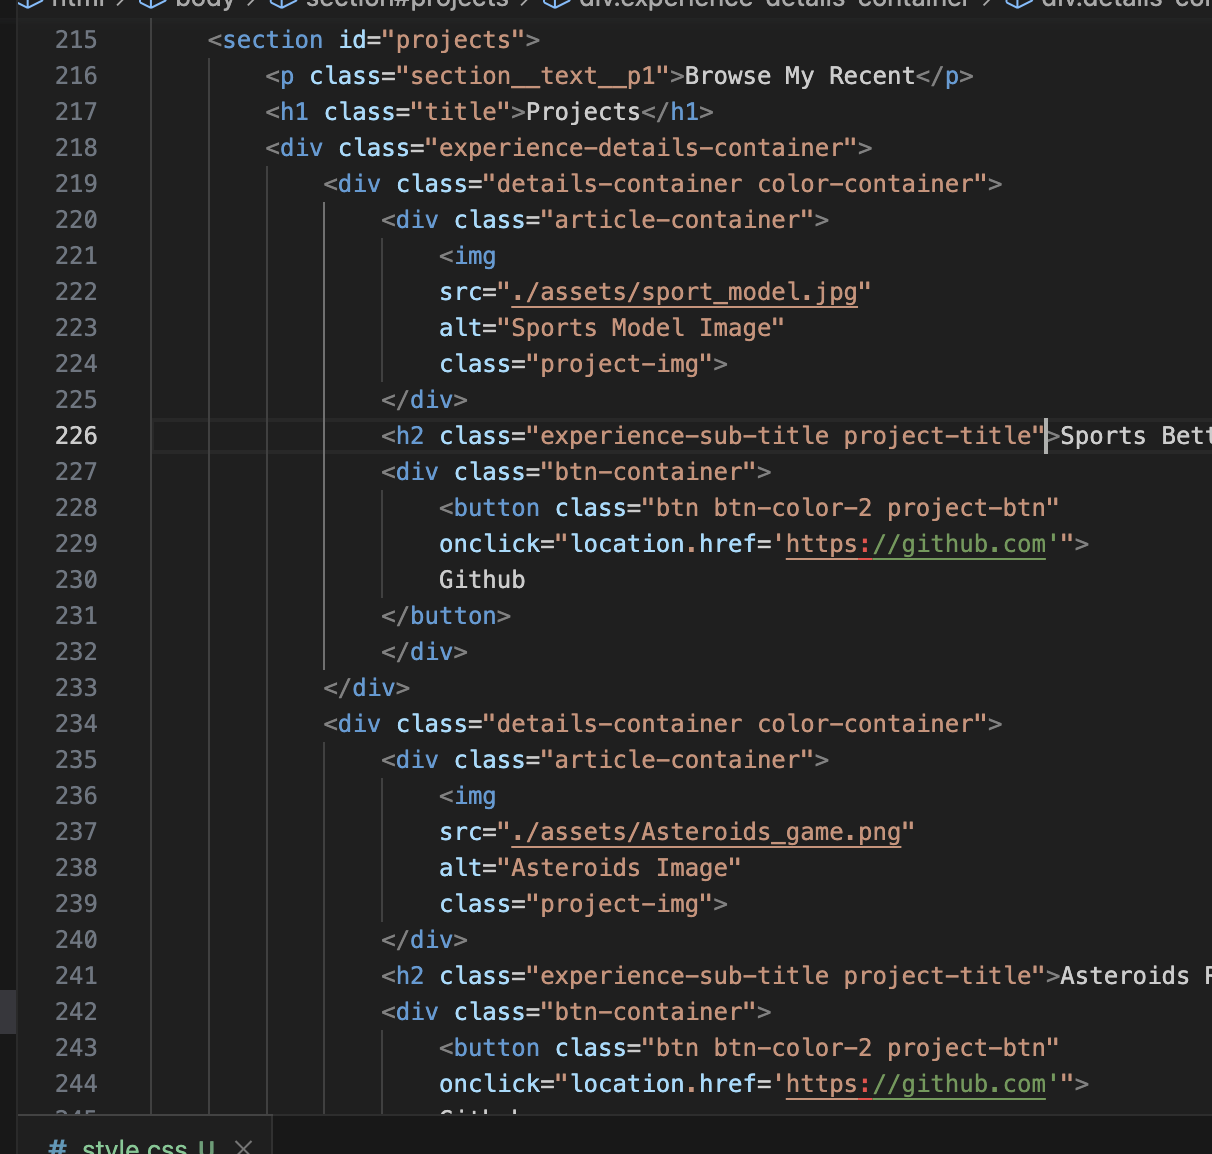 html > body > section#projects > div.experience-details-container > 
215 <section id="projects">
216 <p class="section__text__p1">Browse My Recent</p>
217 <h1 class="title">Projects</h1>
218 <div class="experience-details-container">
219 <div class="details-container color-container">
220 <div class="article-container">
221 <img
222 src="./assets/sport_model.jpg"
223 alt="Sports Model Image"
224 class="project-img">
225 </div>
226 <h2 class="experience-sub-title project-title">Sports Bett
227 <div class="btn-container">
228 <button class="btn btn-color-2 project-btn"
229 onclick="location.href='https://github.com'">
230 Github
231 </button>
232 </div>
233 </div>
234 <div class="details-container color-container">
235 <div class="article-container">
236 <img
237 src="./assets/Asteroids_game.png"
238 alt="Asteroids Image"
239 class="project-img">
240 </div>
241 <h2 class="experience-sub-title project-title">Asteroids
242 <div class="btn-container">
243 <button class="btn btn-color-2 project-btn"
244 onclick="location.href='https://github.com'">
245 Github
# style.css U ×